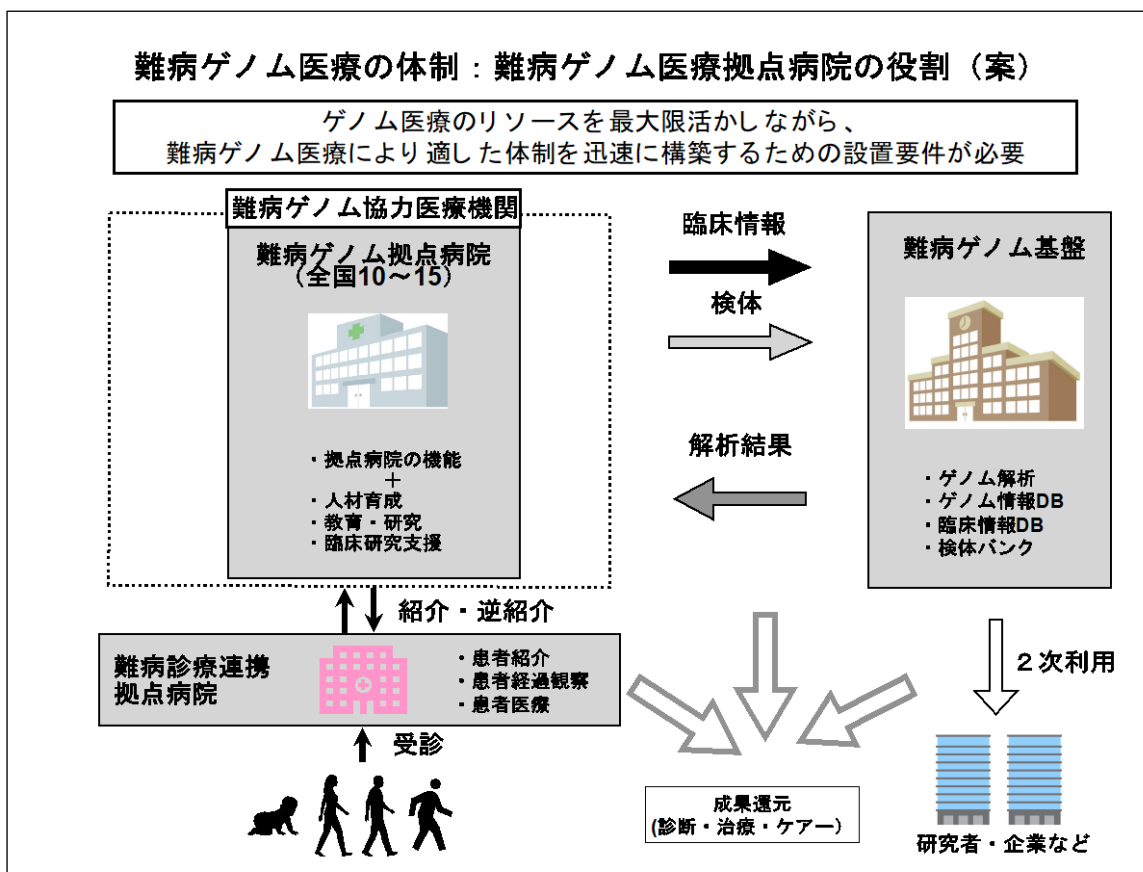 難病ゲノム医療の体制：難病ゲノム医療拠点病院の役割（案）
ゲノム医療のリソースを最大限活かしながら、
難病ゲノム医療により適した体制を迅速に構築するための設置要件が必要
難病ゲノム協力医療機関
難病ゲノム拠点病院
（全国10～15）
・拠点病院の機能
＋
・人材育成
・教育・研究
・臨床研究支援
臨床情報
検体
解析結果
難病ゲノム基盤
・ゲノム解析
・ゲノム情報DB
・臨床情報DB
・検体バンク
紹介・逆紹介
難病診療連携
拠点病院
・患者紹介
・患者経過観察
・患者医療
受診
２次利用
成果還元
(診断・治療・ケアー）
研究者・企業など